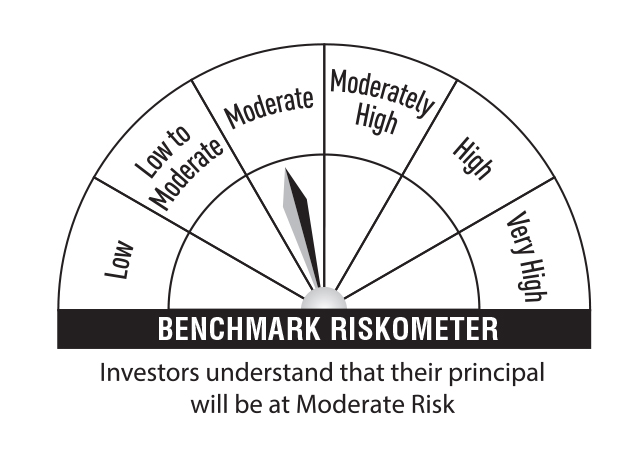 Low
Low to
Moderate
Moderate
Moderately
High
High
Very High
BENCHMARK RISKOMETER
Investors understand that their principal
will be at Moderate Risk